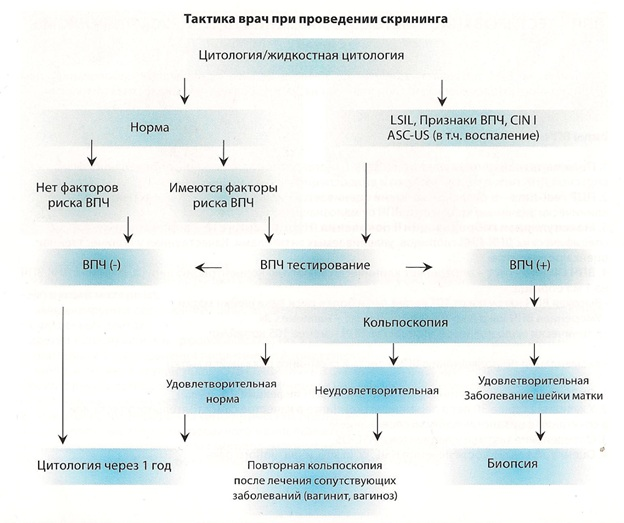 Тактика врач при проведении скрининга
Цитология/жидкостная цитология
Норма
LSIL, Признаки ВПЧ, CIN I
ASC-US (в т.ч. воспаление)
Нет факторов
риска ВПЧ
Имеются факторы
риска ВПЧ
ВПЧ (-)
ВПЧ тестирование
ВПЧ (+)
Кольпоскопия
Удовлетворительная
норма
Неудовлетворительная
Удовлетворительная
Заболевание шейки матки
Цитология через 1 год
Повторная кольпоскопия
после лечения сопутствующих
заболеваний (вагинит, вагиноз)
Биопсия